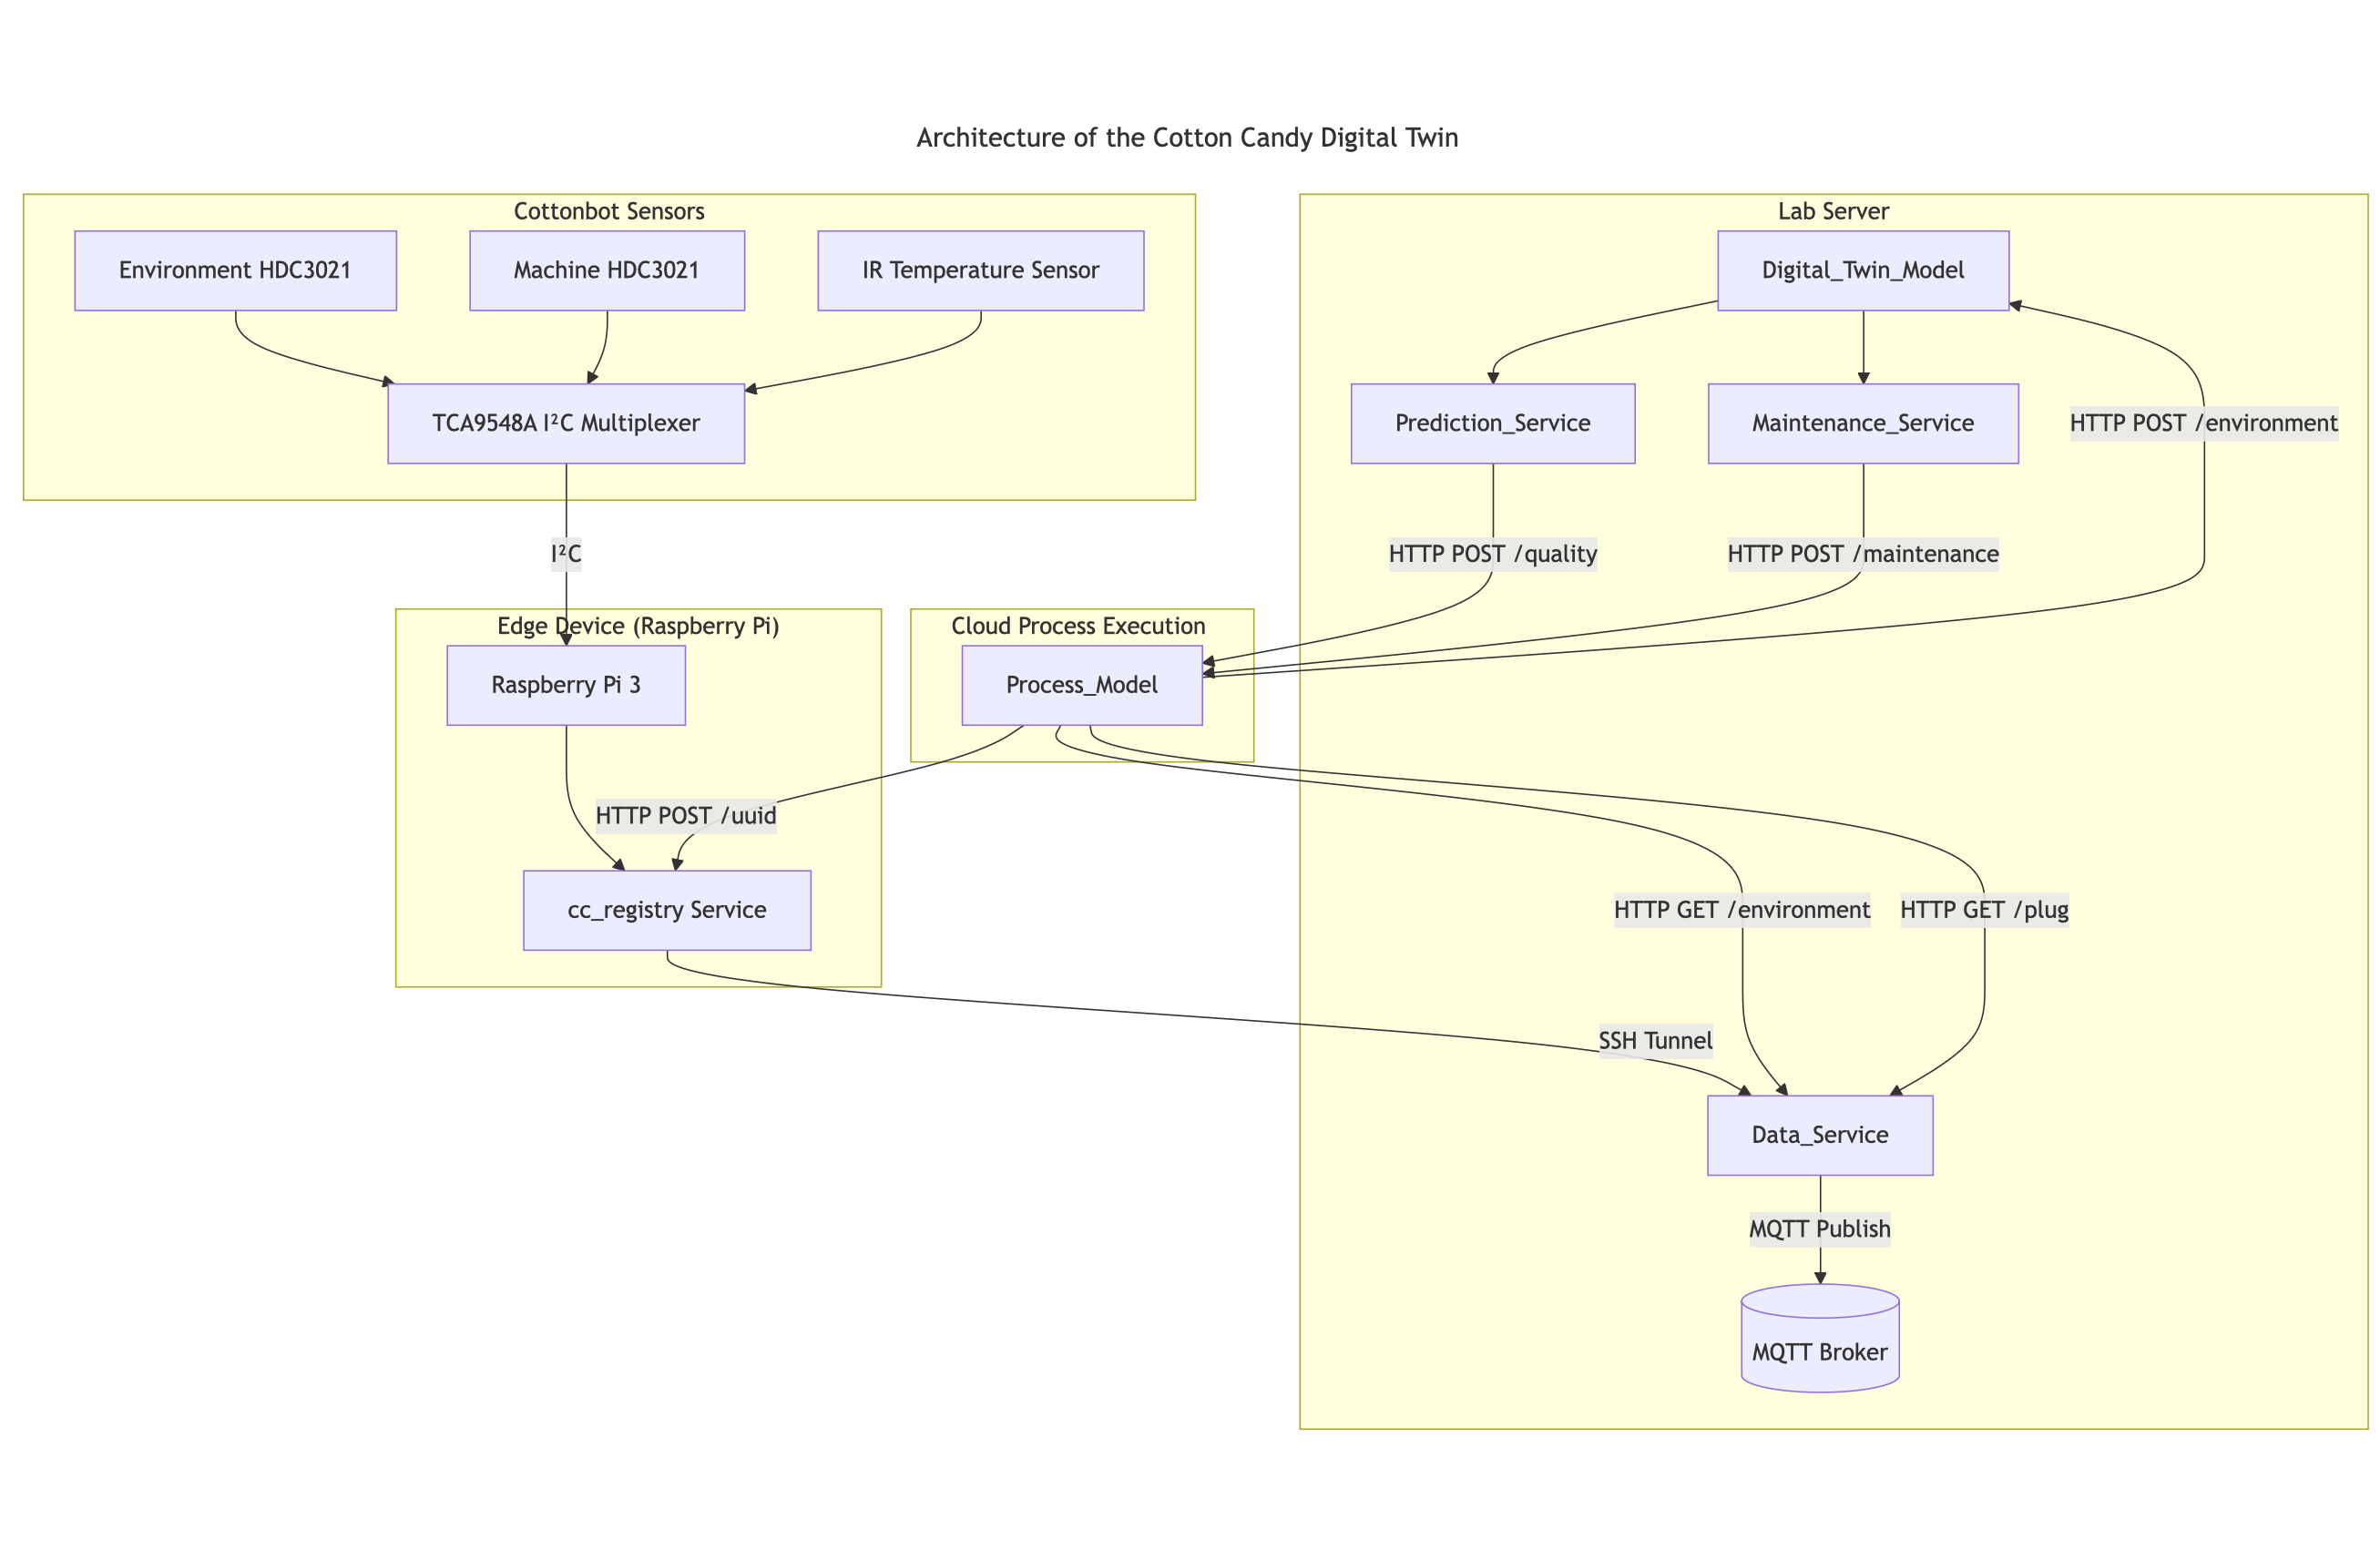 Architecture of the Cotton Candy Digital Twin
Cottonbot Sensors
Environment HDC3021
Machine HDC3021
IR Temperature Sensor
TCA9548A I²C Multiplexer
I²C
Edge Device (Raspberry Pi)
Raspberry Pi 3
HTTP POST /uuid
cc_registry Service
Cloud Process Execution
Process_Model
Lab Server
Digital_Twin_Model
Prediction_Service
Maintenance_Service
HTTP POST /environment
HTTP POST /quality
HTTP POST /maintenance
HTTP GET /environment
HTTP GET /plug
SSH Tunnel
Data_Service
MQTT Publish
MQTT Broker